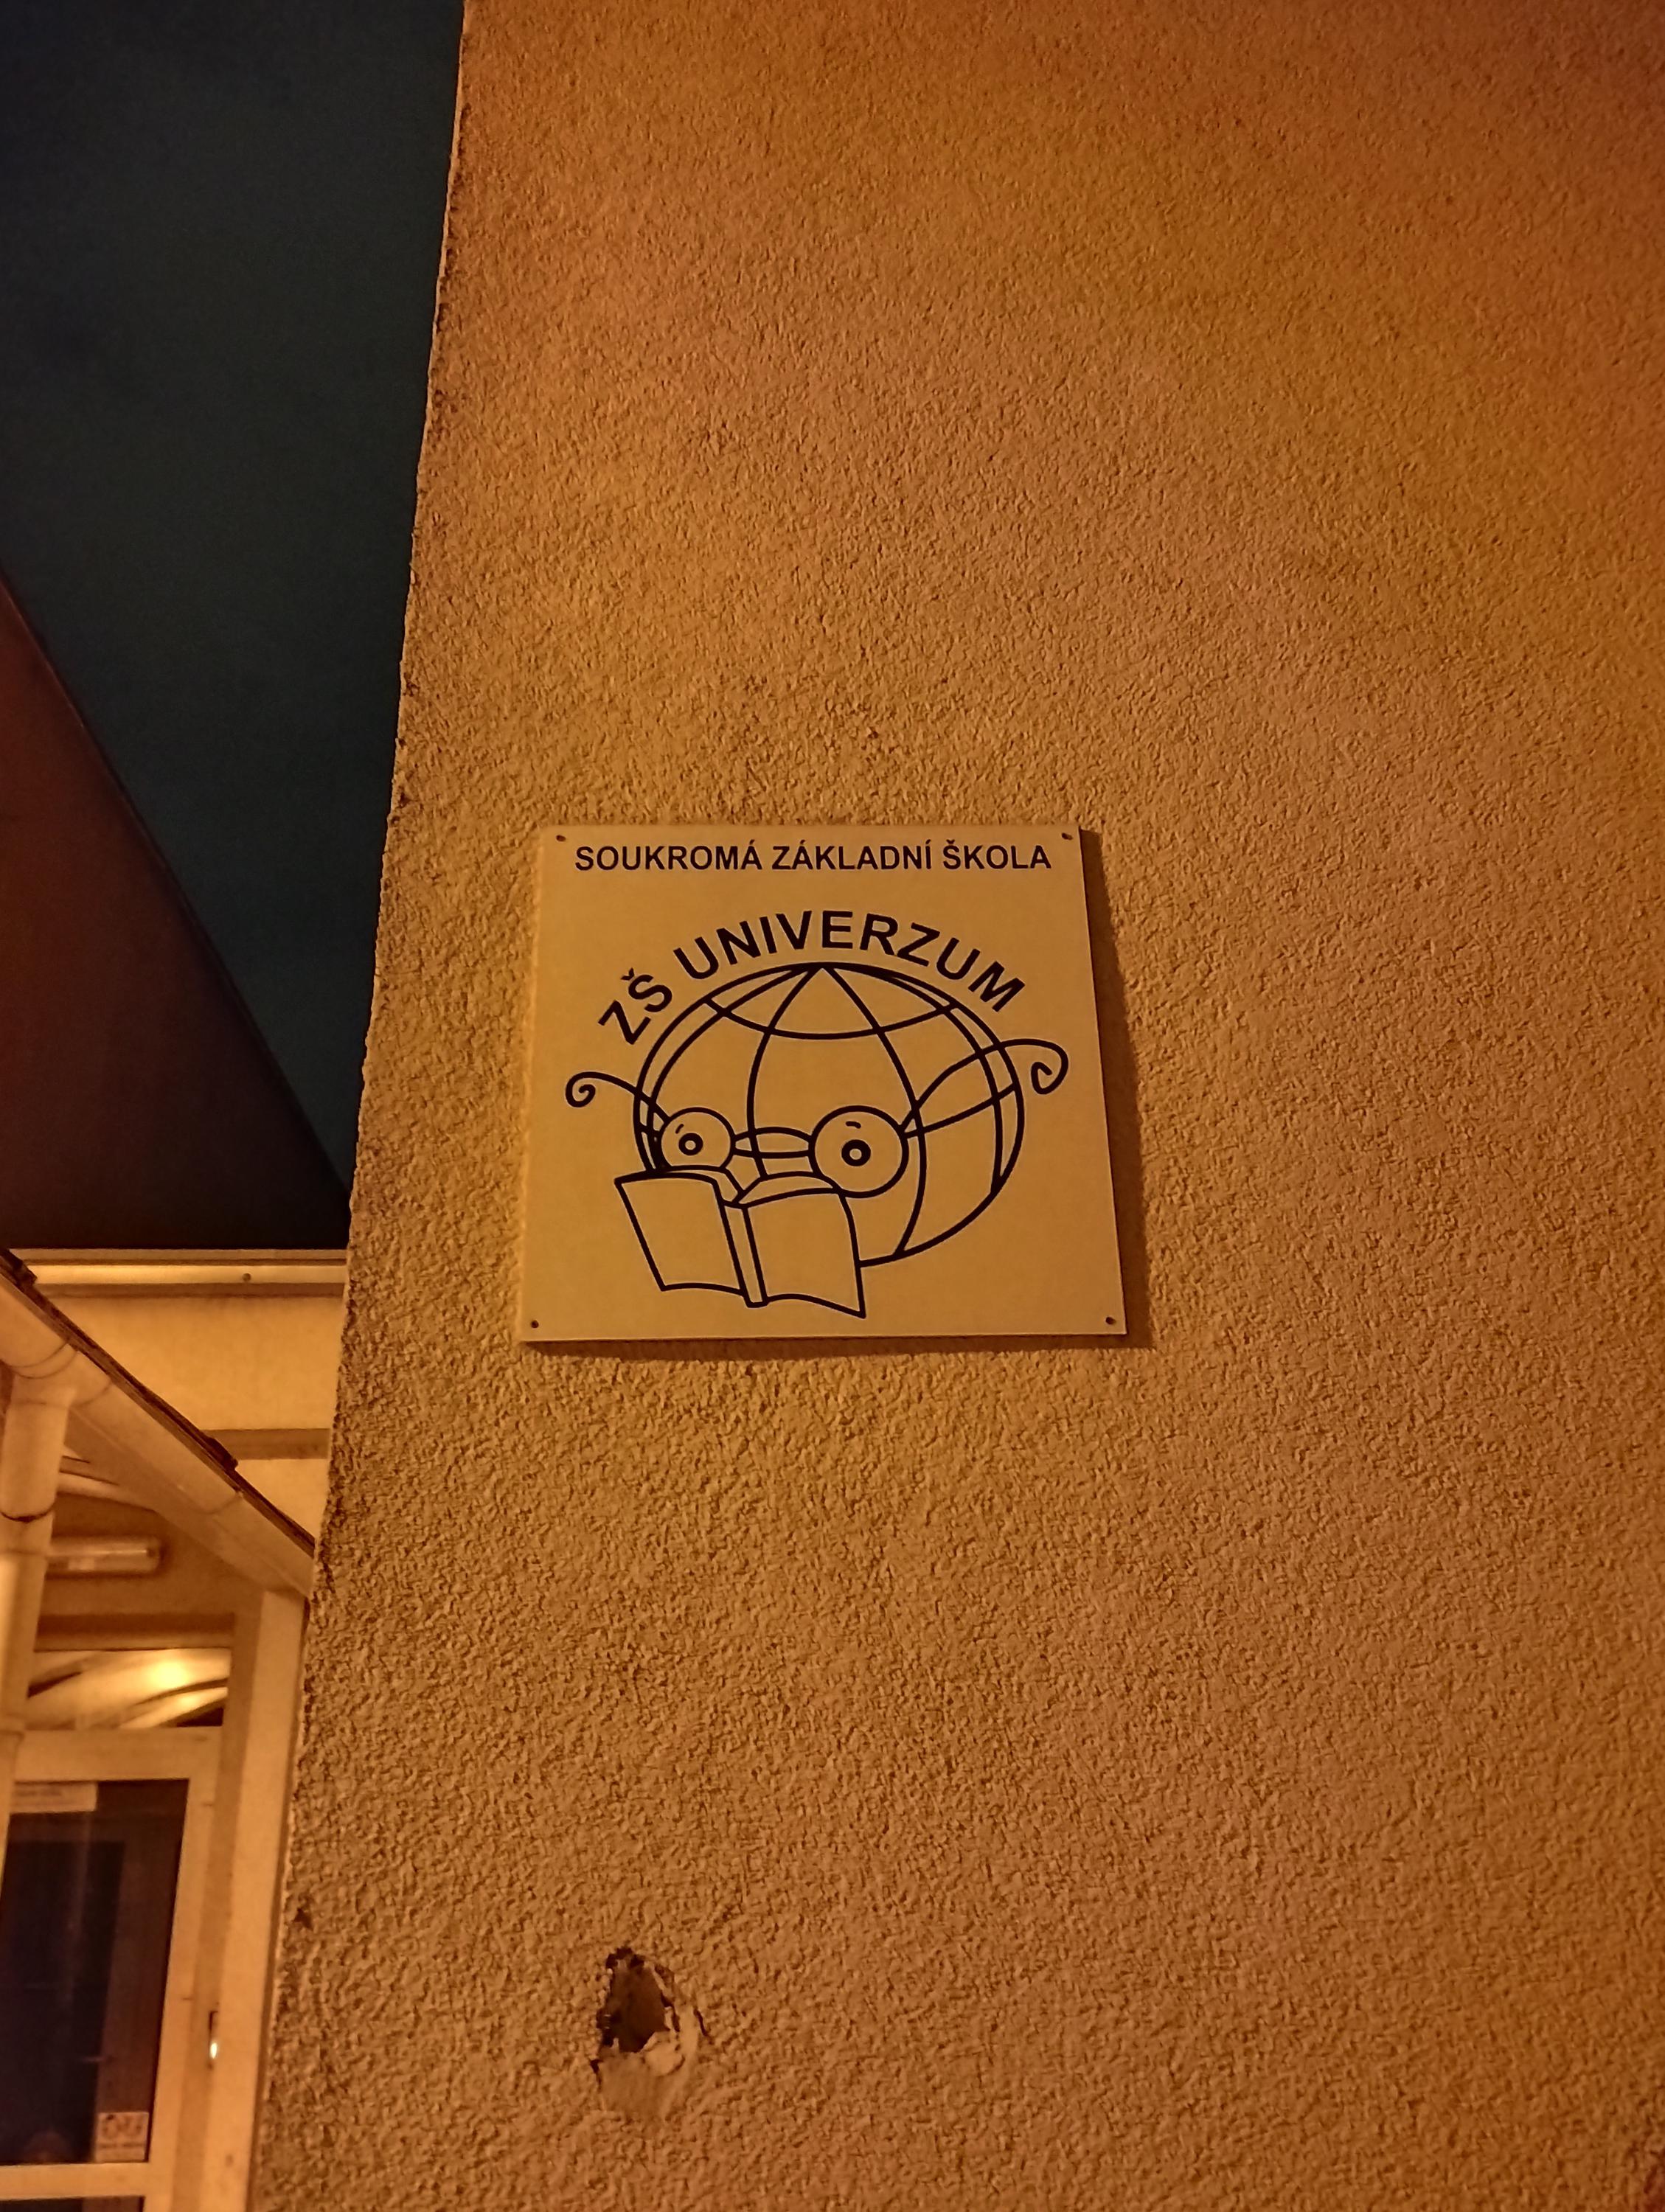 SOUKROMÁ ZÁKLADNÍ ŠKOLA
ZŠ UNIVERZUM